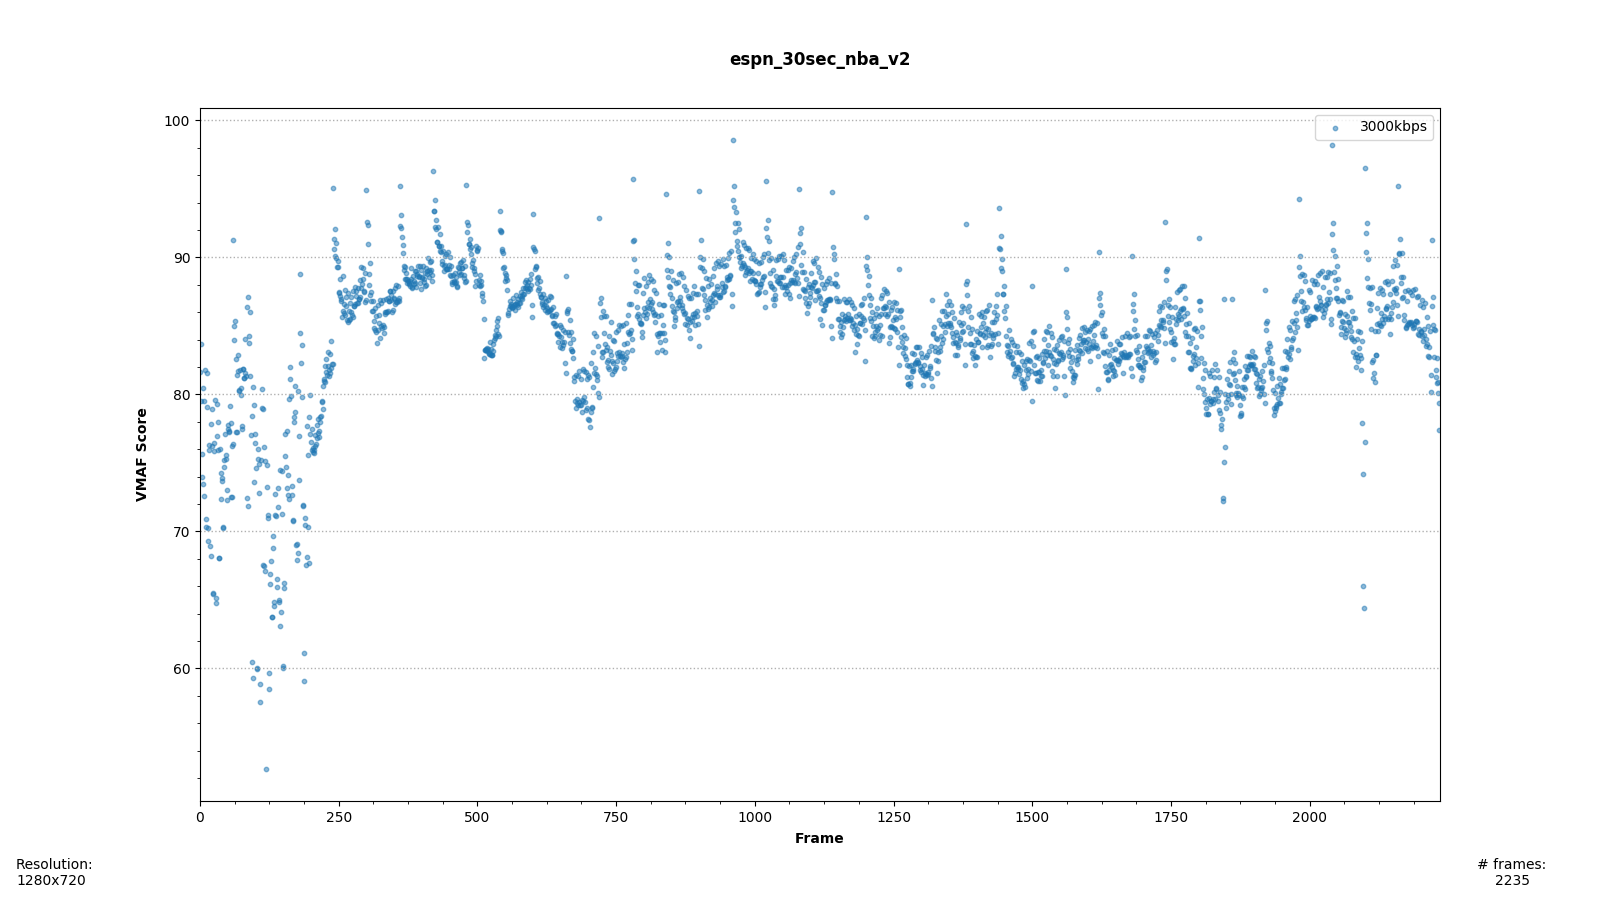 espn_30sec_nba_v2
3000kbps
100
90
80
70
60
VMAF Score
0 250 500 750 1000 1250 1500 1750 2000
Frame
Resolution:
1280x720
# frames:
2235